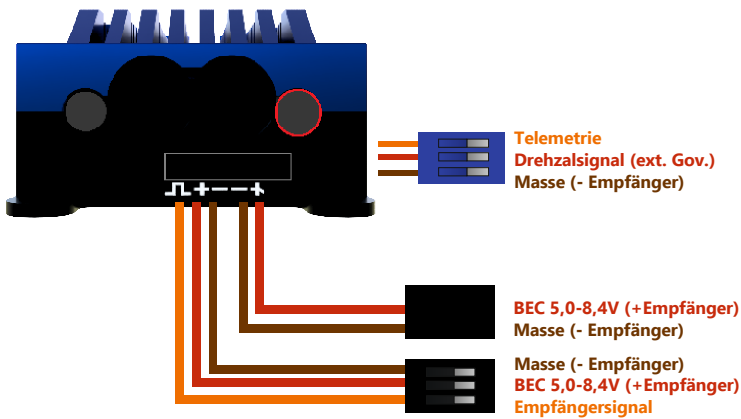 Telemetrie
Drehzalsignal (ext. Gov.)
Masse (- Empfänger)
+ - - +
BEC 5,0-8,4V (+Empfänger)
Masse (- Empfänger)
Masse (- Empfänger)
BEC 5,0-8,4V (+Empfänger)
Empfängersignal